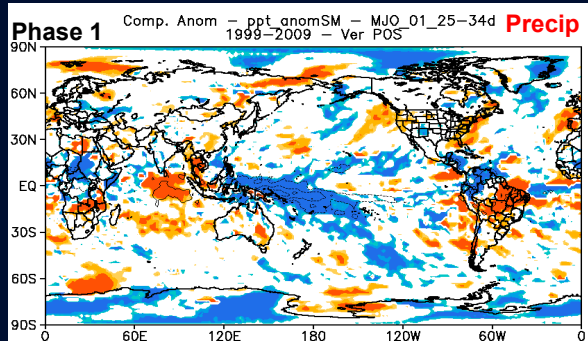 Phase 1
Comp. Anom – ppt_anomSM – MJO_01_25-34d
1999-2009 – Ver POS
Precip
90N
60N
30N
EQ
30S
60S
90S
0 60E 120E 180 120W 60W 0